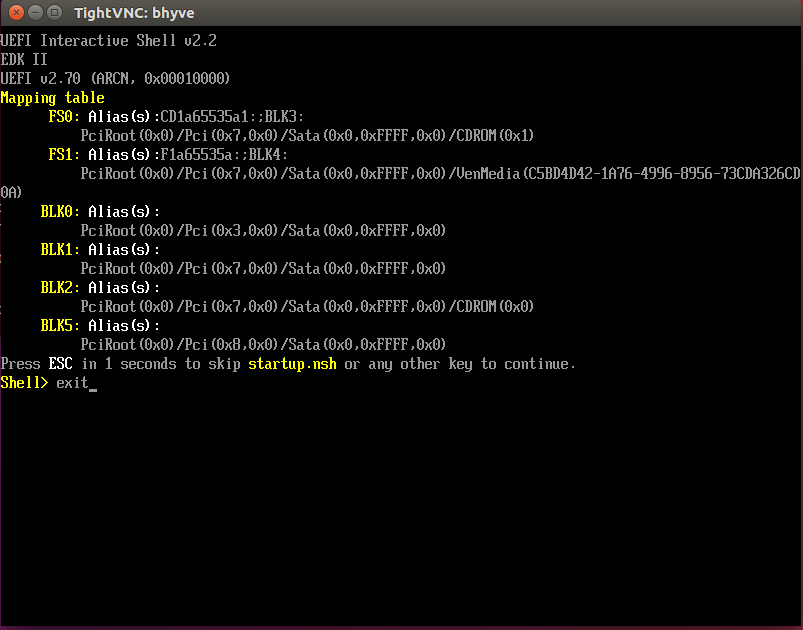 TightVNC: bhyve
UEFI Interactive Shell v2.2
EDK II
UEFI v2.70 (ARCN, 0x00010000)
Mapping table
FS0: Alias(s):CD1a65535a1:;BLK3:
PciRoot(0x0)/Pci(0x7,0x0)/Sata(0x0,0xFFFF,0x0)/CDROM(0x1)
FS1: Alias(s):F1a65535a:;BLK4:
PciRoot(0x0)/Pci(0x7,0x0)/Sata(0x0,0xFFFF,0x0)/VenMedia(C5BD4D42-1A76-4996-8956-73CDA326CD
0A)
BLK0: Alias(s):
PciRoot(0x0)/Pci(0x3,0x0)/Sata(0x0,0xFFFF,0x0)
BLK1: Alias(s):
PciRoot(0x0)/Pci(0x7,0x0)/Sata(0x0,0xFFFF,0x0)
BLK2: Alias(s):
PciRoot(0x0)/Pci(0x7,0x0)/Sata(0x0,0xFFFF,0x0)/CDROM(0x0)
BLK5: Alias(s):
PciRoot(0x0)/Pci(0x8,0x0)/Sata(0x0,0xFFFF,0x0)
Press ESC in 1 seconds to skip startup.nsh or any other key to continue.
Shell> exit_